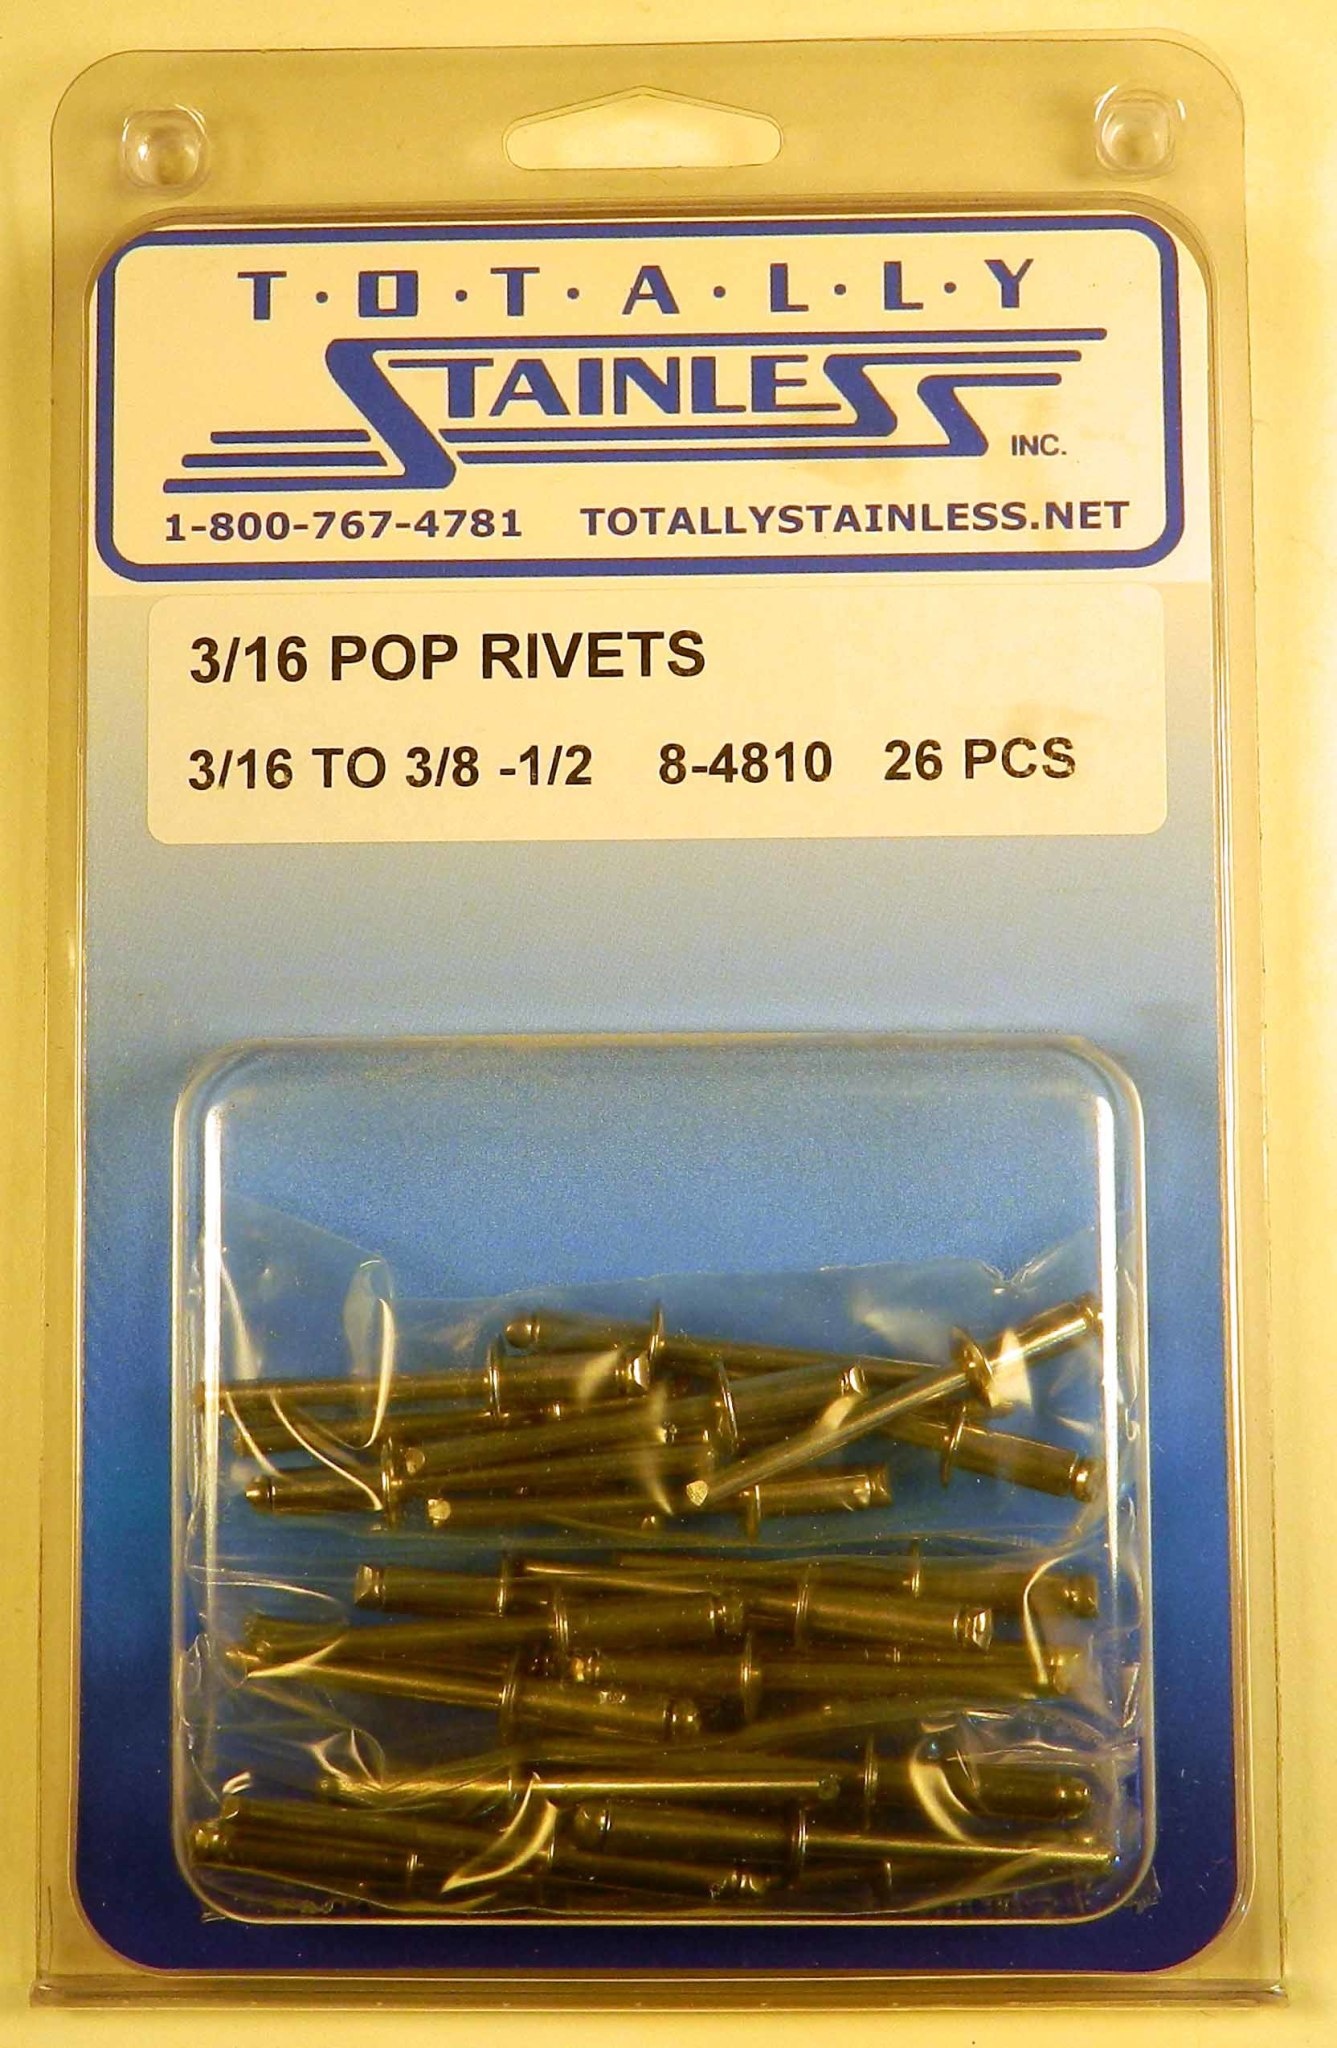 T·O·T·A·L·L·Y
STAINLESS INC.
1-800-767-4781 TOTALLYSTAINLESS.NET
3/16 POP RIVETS
3/16 TO 3/8 -1/2 8-4810 26 PCS